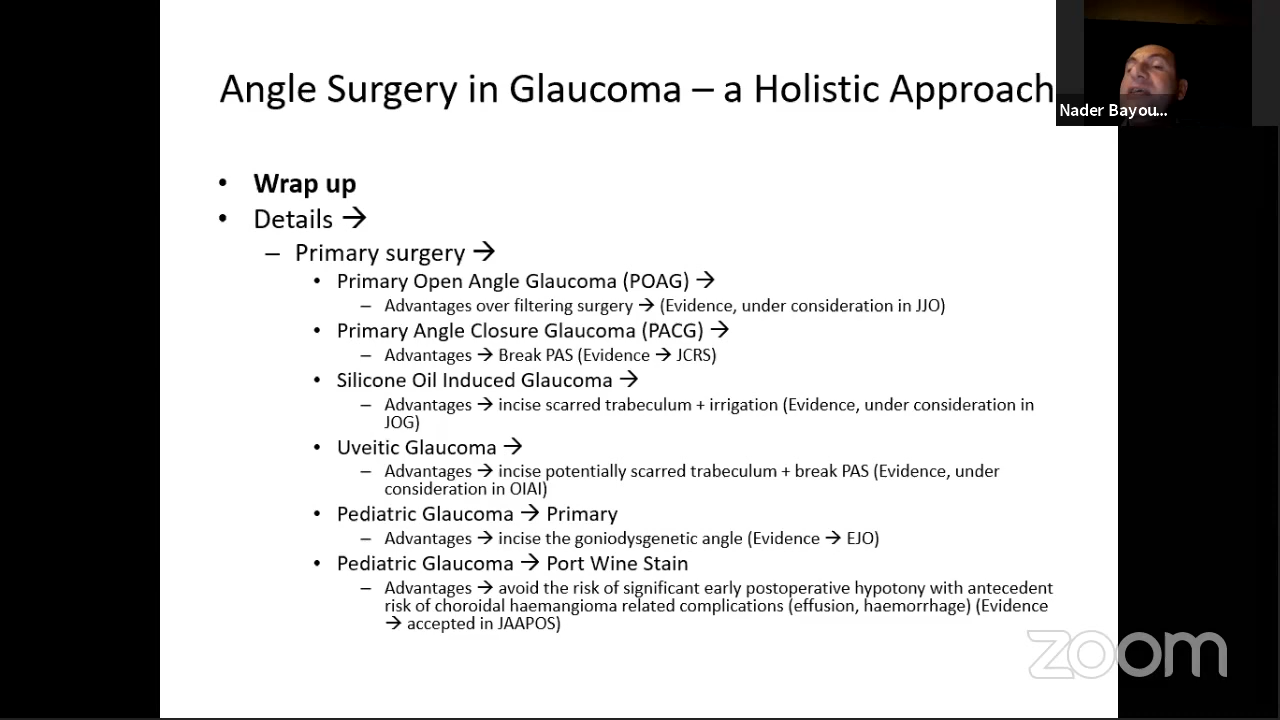 Angle Surgery in Glaucoma – a Holistic Approach
Nader Bayou...
• Wrap up
• Details →
– Primary surgery →
• Primary Open Angle Glaucoma (POAG) →
– Advantages over filtering surgery → (Evidence, under consideration in JJO)
• Primary Angle Closure Glaucoma (PACG) →
– Advantages → Break PAS (Evidence → JCRS)
• Silicone Oil Induced Glaucoma →
– Advantages → incise scarred trabeculum + irrigation (Evidence, under consideration in
JOG)
• Uveitic Glaucoma →
– Advantages → incise potentially scarred trabeculum + break PAS (Evidence, under
consideration in OIAI)
• Pediatric Glaucoma → Primary
– Advantages → incise the goniodysgenetic angle (Evidence → EJO)
• Pediatric Glaucoma → Port Wine Stain
– Advantages → avoid the risk of significant early postoperative hypotony with antecedent
risk of choroidal haemangioma related complications (effusion, haemorrhage) (Evidence
→ accepted in JAAPOS)
zoom